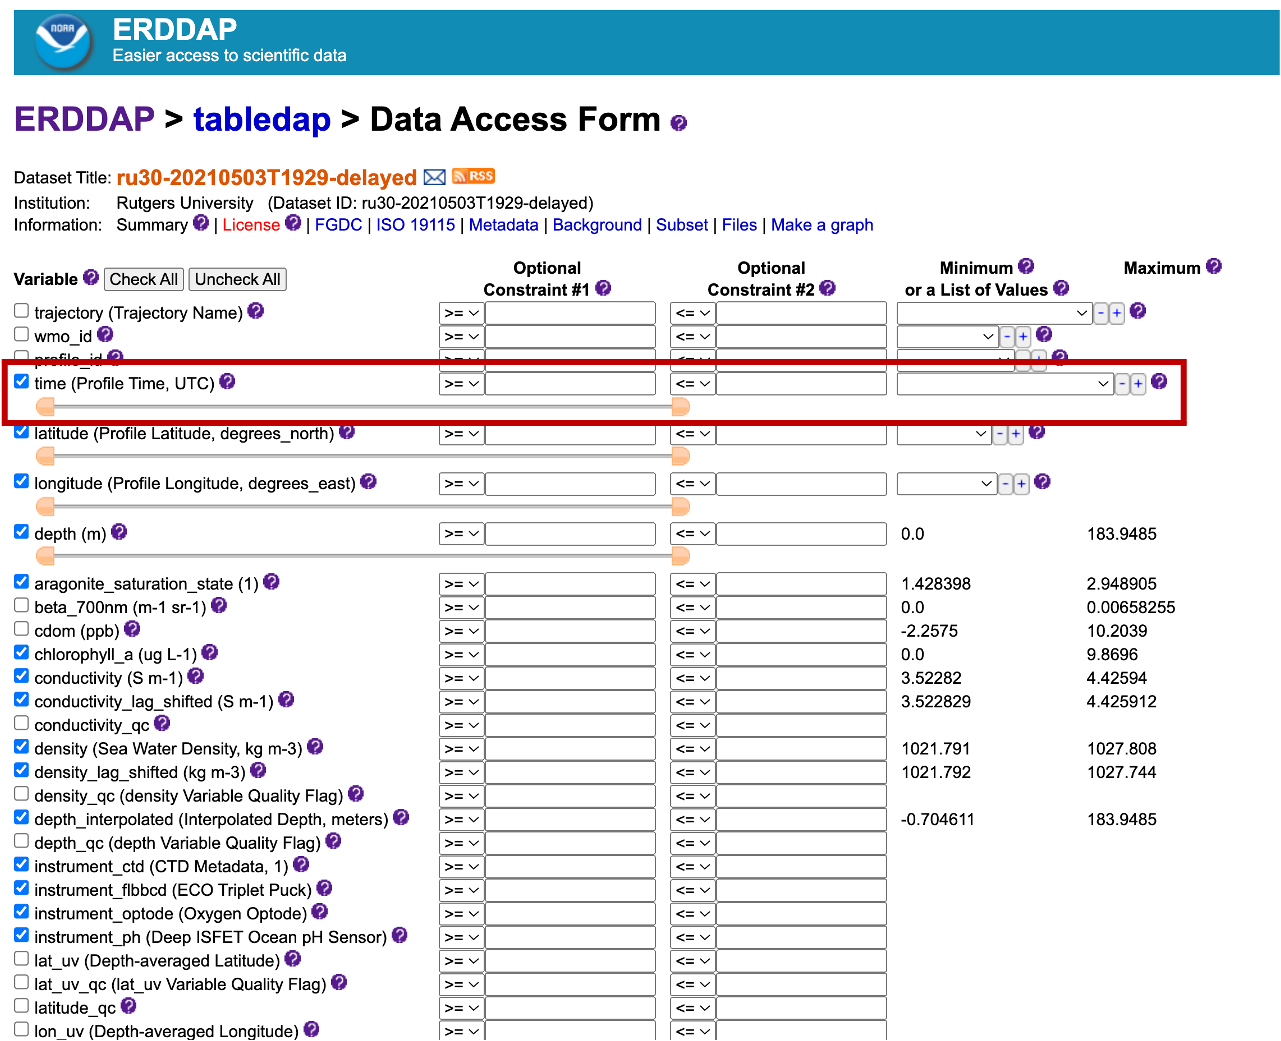 NOAA
ERDDAP
Easier access to scientific data
ERDDAP > tabledap > Data Access Form ?
Dataset Title: ru30-20210503T1929-delayed RSS
Institution: Rutgers University (Dataset ID: ru30-20210503T1929-delayed)
Information: Summary ? | License ? | FGDC | ISO 19115 | Metadata | Background | Subset | Files | Make a graph
Variable ? Check All Uncheck All Optional Constraint #1 ? Optional Constraint #2 ? Minimum ? or a List of Values ? Maximum ?
trajectory (Trajectory Name) ? >= <= - + ?
wmo_id ? >= <= - + ?
profile_id ? >= <= - + ?
time (Profile Time, UTC) ? >= <= - + ?
latitude (Profile Latitude, degrees_north) ? >= <= - + ?
longitude (Profile Longitude, degrees_east) ? >= <= - + ?
depth (m) ? >= <= 0.0 183.9485
aragonite_saturation_state (1) ? >= <= 1.428398 2.948905
beta_700nm (m-1 sr-1) ? >= <= 0.0 0.00658255
cdom (ppb) ? >= <= -2.2575 10.2039
chlorophyll_a (ug L-1) ? >= <= 0.0 9.8696
conductivity (S m-1) ? >= <= 3.52282 4.42594
conductivity_lag_shifted (S m-1) ? >= <= 3.522829 4.425912
conductivity_qc ? >= <=
density (Sea Water Density, kg m-3) ? >= <= 1021.791 1027.808
density_lag_shifted (kg m-3) ? >= <= 1021.792 1027.744
density_qc (density Variable Quality Flag) ? >= <=
depth_interpolated (Interpolated Depth, meters) ? >= <= -0.704611 183.9485
depth_qc (depth Variable Quality Flag) ? >= <=
instrument_ctd (CTD Metadata, 1) ? >= <=
instrument_flbbcd (ECO Triplet Puck) ? >= <=
instrument_optode (Oxygen Optode) ? >= <=
instrument_ph (Deep ISFET Ocean pH Sensor) ? >= <=
lat_uv (Depth-averaged Latitude) ? >= <=
lat_uv_qc (lat_uv Variable Quality Flag) ? >= <=
latitude_qc ? >= <=
lon_uv (Depth-averaged Longitude) ? >= <=